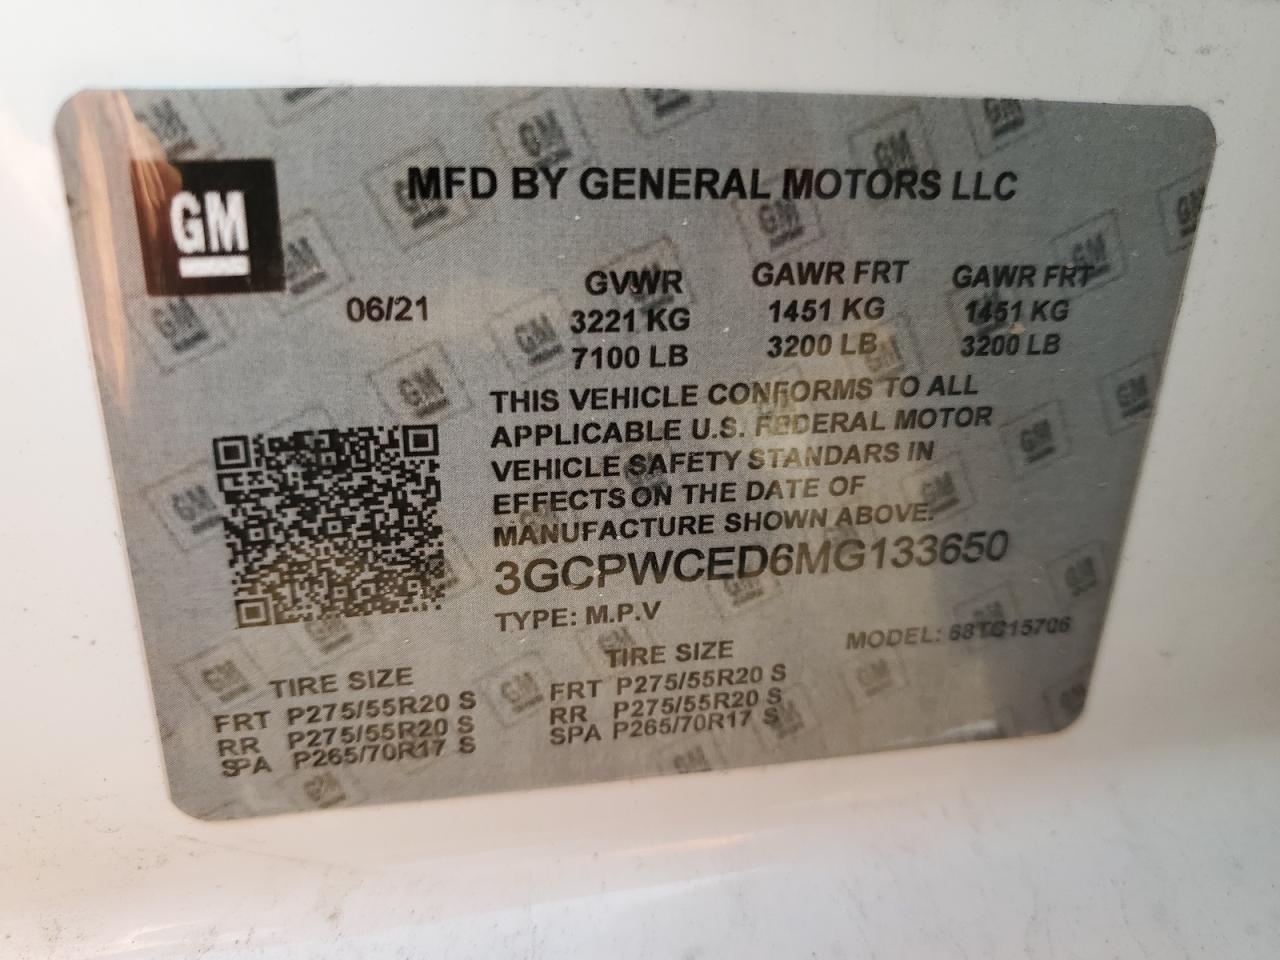 GM
MFD BY GENERAL MOTORS LLC
06/21
GVWR
3221 KG
7100 LB
GAWR FRT
1451 KG
3200 LB
GAWR FRT
1451 KG
3200 LB
THIS VEHICLE CONFORMS TO ALL
APPLICABLE U.S. FEDERAL MOTOR
VEHICLE SAFETY STANDARS IN
EFFECTS ON THE DATE OF
MANUFACTURE SHOWN ABOVE.
3GCPWCED6MG133650
TYPE: M.P.V
MODEL: 68TC15706
TIRE SIZE
FRT P275/55R20 S
RR P275/55R20 S
SPA P265/70R17 S
TIRE SIZE
FRT P275/55R20 S
RR P275/55R20 S
SPA P265/70R17 S